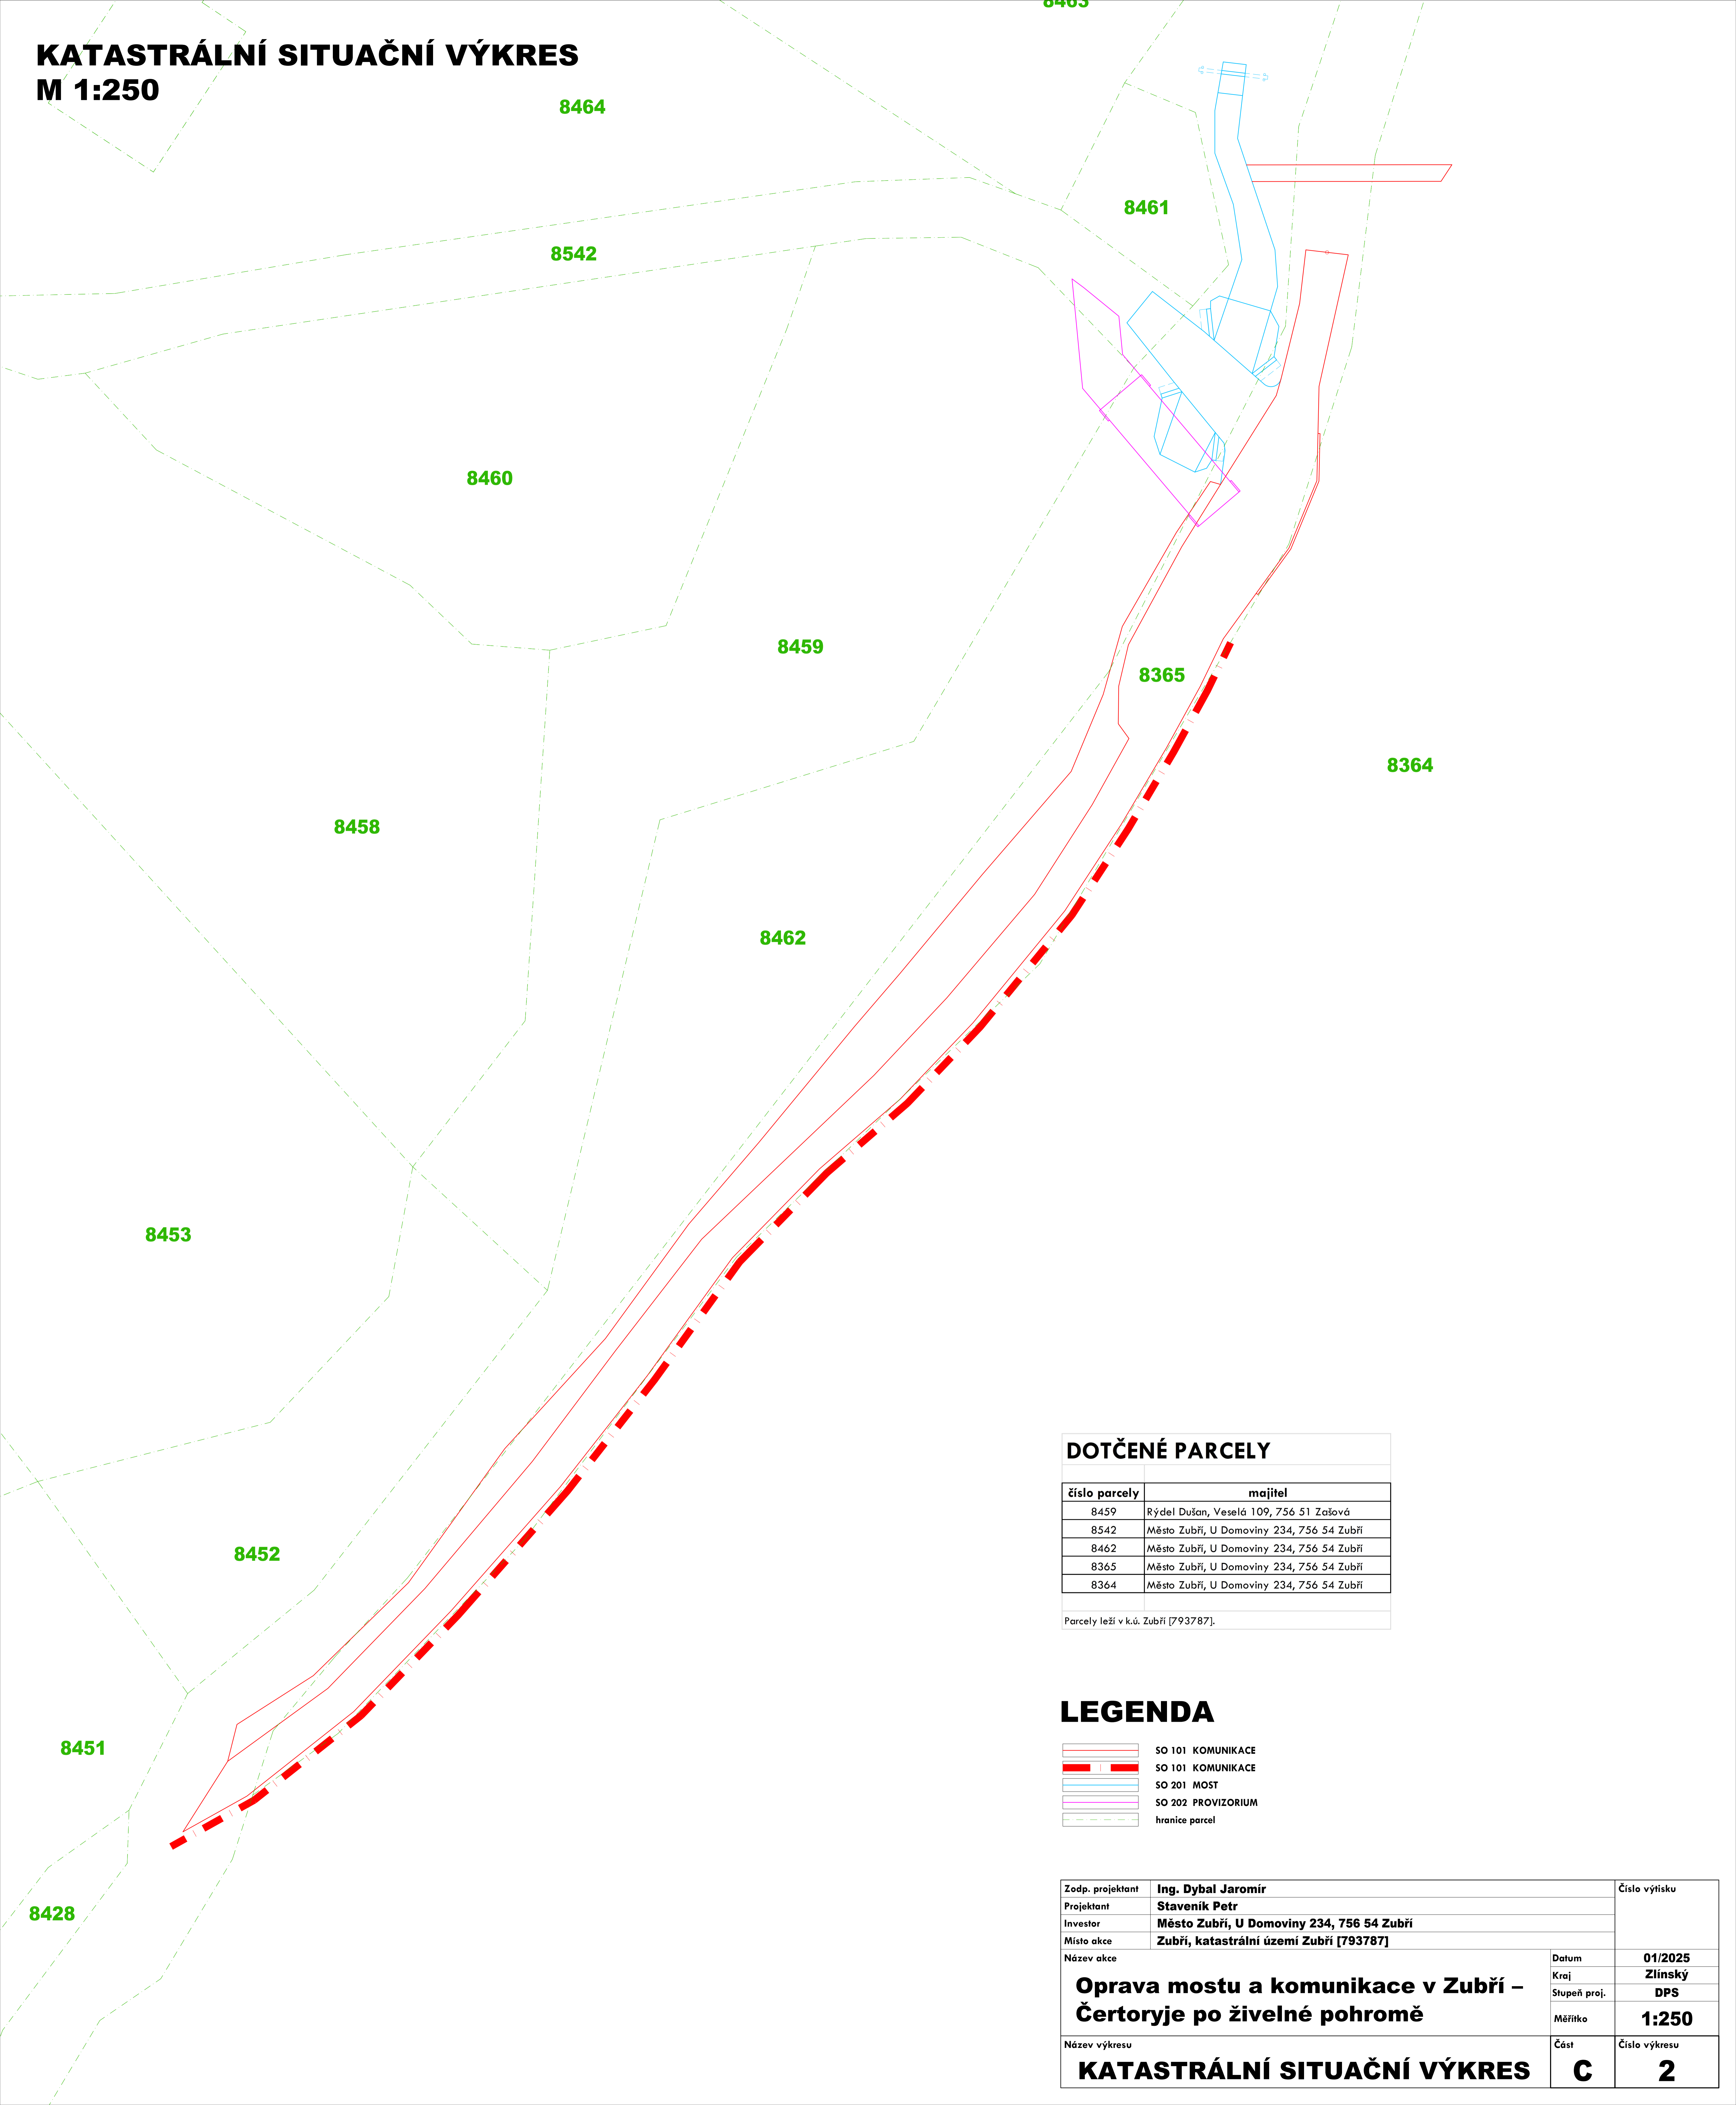 8463
KATASTRÁLNÍ SITUAČNÍ VÝKRES
M 1:250
8464
8461
8542
8460
8459
8365
8364
8458
8462
8453
8452
8451
8428
DOTČENÉ PARCELY
číslo parcely majitel
8459 Rýdel Dušan, Veselá 109, 756 51 Zašová
8542 Město Zubří, U Domoviny 234, 756 54 Zubří
8462 Město Zubří, U Domoviny 234, 756 54 Zubří
8365 Město Zubří, U Domoviny 234, 756 54 Zubří
8364 Město Zubří, U Domoviny 234, 756 54 Zubří
Parcely leží v k.ú. Zubří [793787].
LEGENDA
SO 101 KOMUNIKACE
SO 101 KOMUNIKACE
SO 201 MOST
SO 202 PROVIZORIUM
hranice parcel
Zodp. projektant Ing. Dybal Jaromír Číslo výtisku
Projektant Staveník Petr
Investor Město Zubří, U Domoviny 234, 756 54 Zubří
Místo akce Zubří, katastrální území Zubří [793787]
Název akce
Oprava mostu a komunikace v Zubří –
Čertoryje po živelné pohromě
Datum 01/2025
Kraj Zlínský
Stupeň proj. DPS
Měřítko 1:250
Název výkresu
KATASTRÁLNÍ SITUAČNÍ VÝKRES
Část
C
Číslo výkresu
2